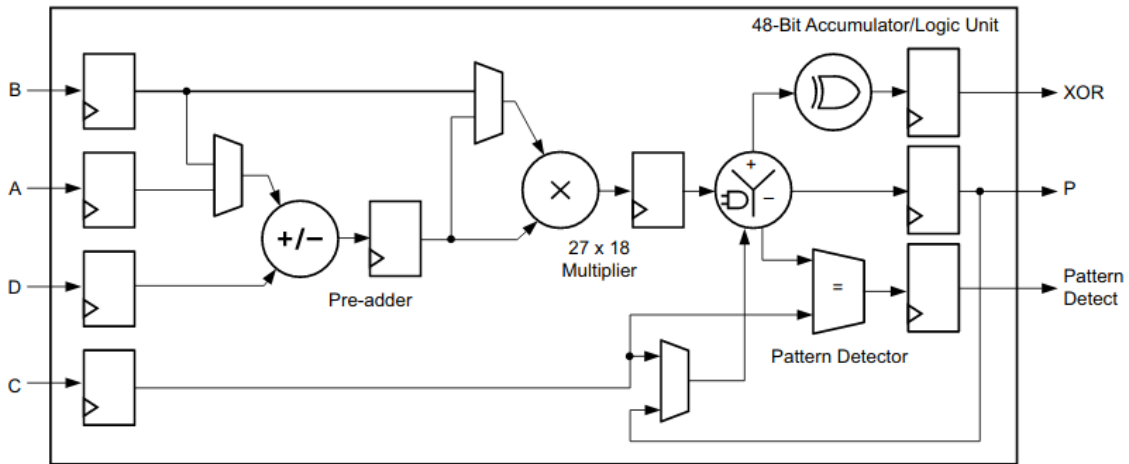 48-Bit Accumulator/Logic Unit
B
XOR
A
+
−
P
×
+/−
27 x 18
Multiplier
D
Pre-adder
=
Pattern
Detect
Pattern Detector
C